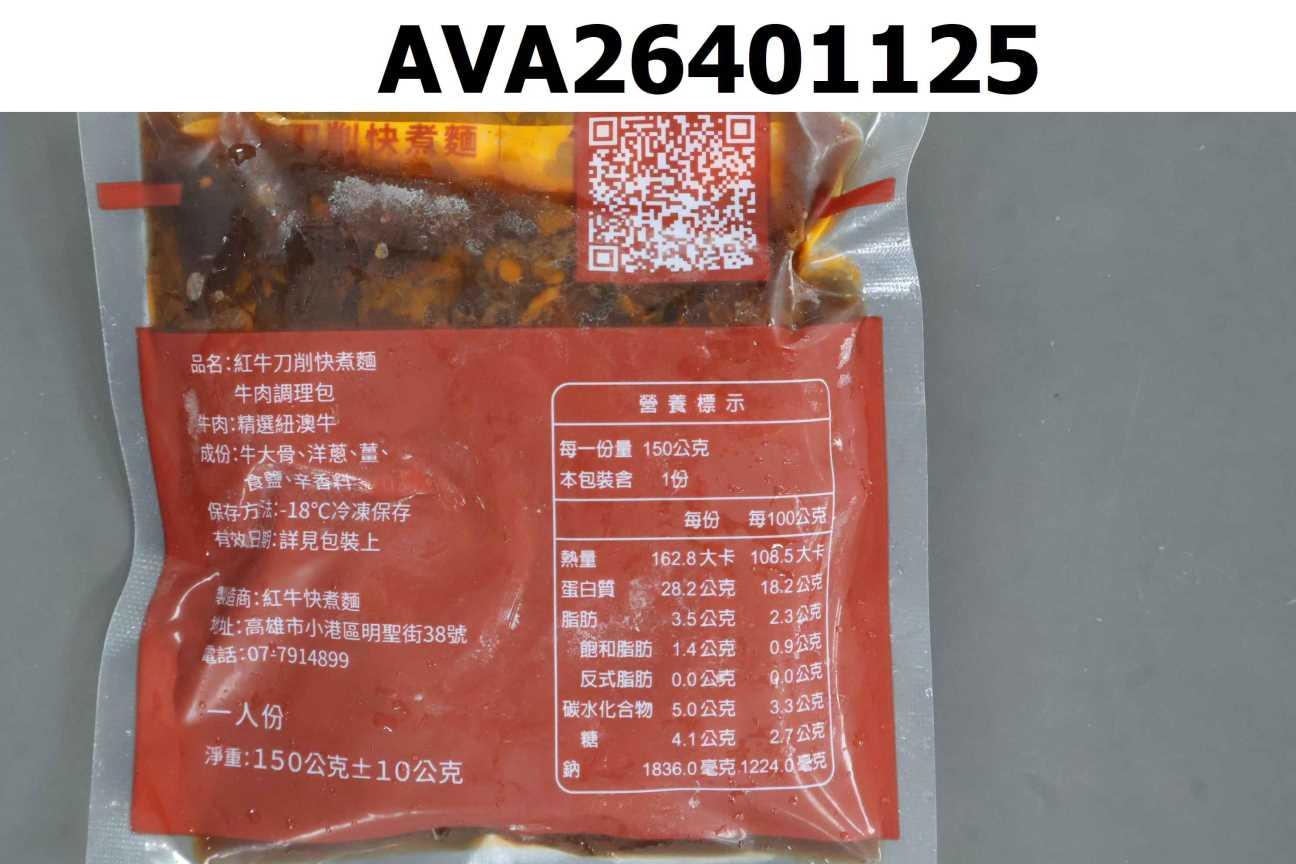 AVA26401125
刀削快煮麵
品名:紅牛刀削快煮麵
牛肉調理包
牛肉:精選紐澳牛
成份:牛大骨、洋蔥、薑、
食鹽、辛香料
保存方法:-18℃冷凍保存
有效日期:詳見包裝上
製造商:紅牛快煮麵
地址:高雄市小港區明聖街38號
電話:07-7914899
一人份
淨重:150公克±10公克
營養標示
每一份量 150公克
本包裝含 1份
每份 每100公克
熱量 162.8大卡 108.5大卡
蛋白質 28.2公克 18.2公克
脂肪 3.5公克 2.3公克
飽和脂肪 1.4公克 0.9公克
反式脂肪 0.0公克 0.0公克
碳水化合物 5.0公克 3.3公克
糖 4.1公克 2.7公克
鈉 1836.0毫克 1224.0毫克